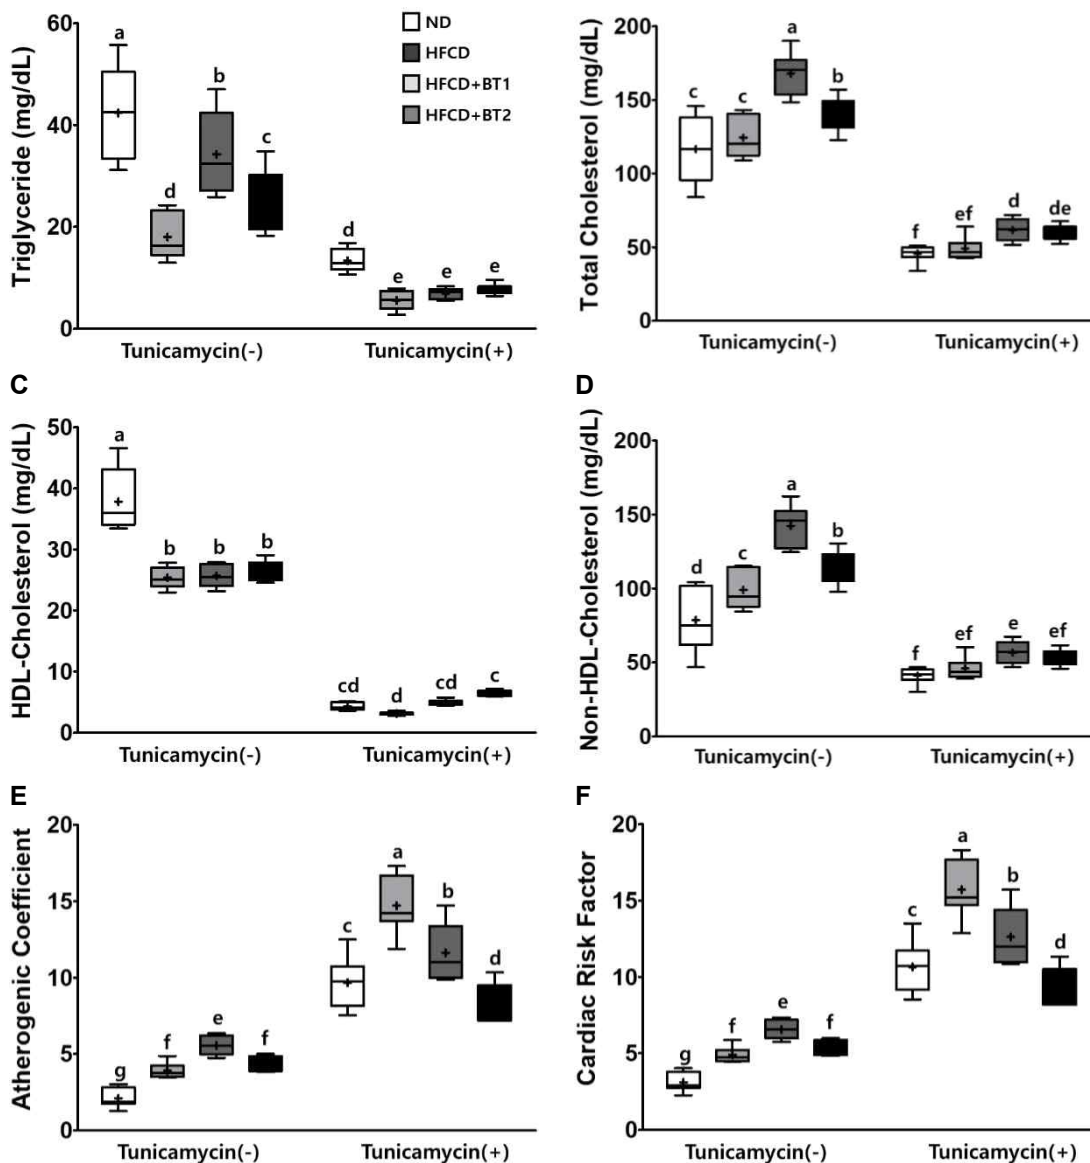 Triglyceride (mg/dL)
60
40
20
0
a
d
b
c
d
e
e
e
ND
HFCD
HFCD+BT1
HFCD+BT2
Tunicamycin(-)
Tunicamycin(+)
Total Cholesterol (mg/dL)
200
150
100
50
0
c
c
a
b
f
ef
d
de
Tunicamycin(-)
Tunicamycin(+)
C
HDL-Cholesterol (mg/dL)
50
40
30
20
10
0
a
b
b
b
cd
d
cd
c
Tunicamycin(-)
Tunicamycin(+)
D
Non-HDL-Cholesterol (mg/dL)
200
150
100
50
0
d
c
a
b
f
ef
e
ef
Tunicamycin(-)
Tunicamycin(+)
E
Atherogenic Coefficient
20
15
10
5
0
g
f
e
f
c
a
b
d
Tunicamycin(-)
Tunicamycin(+)
F
Cardiac Risk Factor
20
15
10
5
0
g
f
e
f
c
a
b
d
Tunicamycin(-)
Tunicamycin(+)